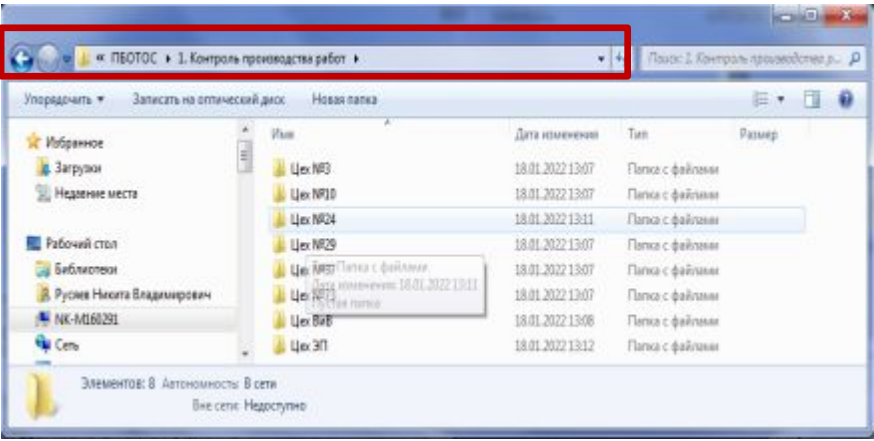 « ПБОТОС ▸ 1. Контроль производства работ ▸
Поиск: 1. Контроль производства р...
Упорядочить ▾ Записать на оптический диск Новая папка
Имя Дата изменения Тип Размер
Избранное
Загрузки
Недавние места
Рабочий стол
Библиотеки
Русяев Никита Владимирович
NK-M160291
Сеть
Цех №3 18.01.2022 13:07 Папка с файлами
Цех №10 18.01.2022 13:07 Папка с файлами
Цех №24 18.01.2022 13:11 Папка с файлами
Цех №29 18.01.2022 13:07 Папка с файлами
Цех 18.01.2022 13:07 Папка с файлами
Цех 18.01.2022 13:07 Папка с файлами
Цех ВиВ 18.01.2022 13:08 Папка с файлами
Цех ЭП 18.01.2022 13:12 Папка с файлами
Тип: Папка с файлами
Дата изменения: 18.01.2022 13:11
Пустая папка
Элементов: 8 Автономность: В сети
Вне сети: Недоступно